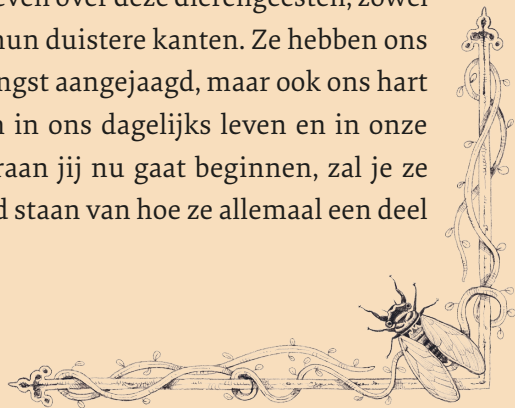 over deze dierengeesten, zowel
hun duistere kanten. Ze hebben ons
aangejaagd, maar ook ons hart
in ons dagelijks leven en in onze
jij nu gaat beginnen, zal je ze
staan van hoe ze allemaal een deel